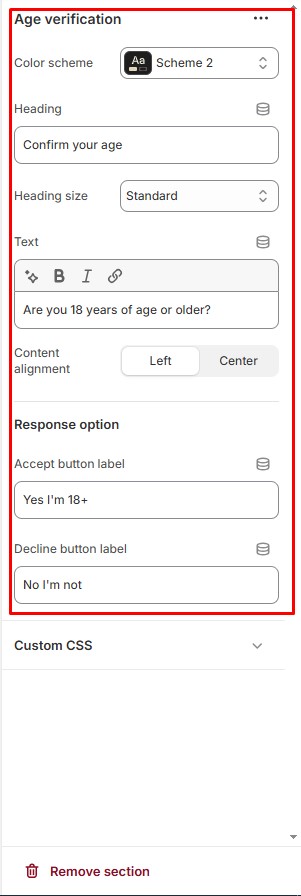 Age verification
Color scheme
Aa
Scheme 2
Heading
Confirm your age
Heading size
Standard
Text
B I
Are you 18 years of age or older?
Content
alignment
Left
Center
Response option
Accept button label
Yes I'm 18+
Decline button label
No I'm not
Custom CSS
Remove section